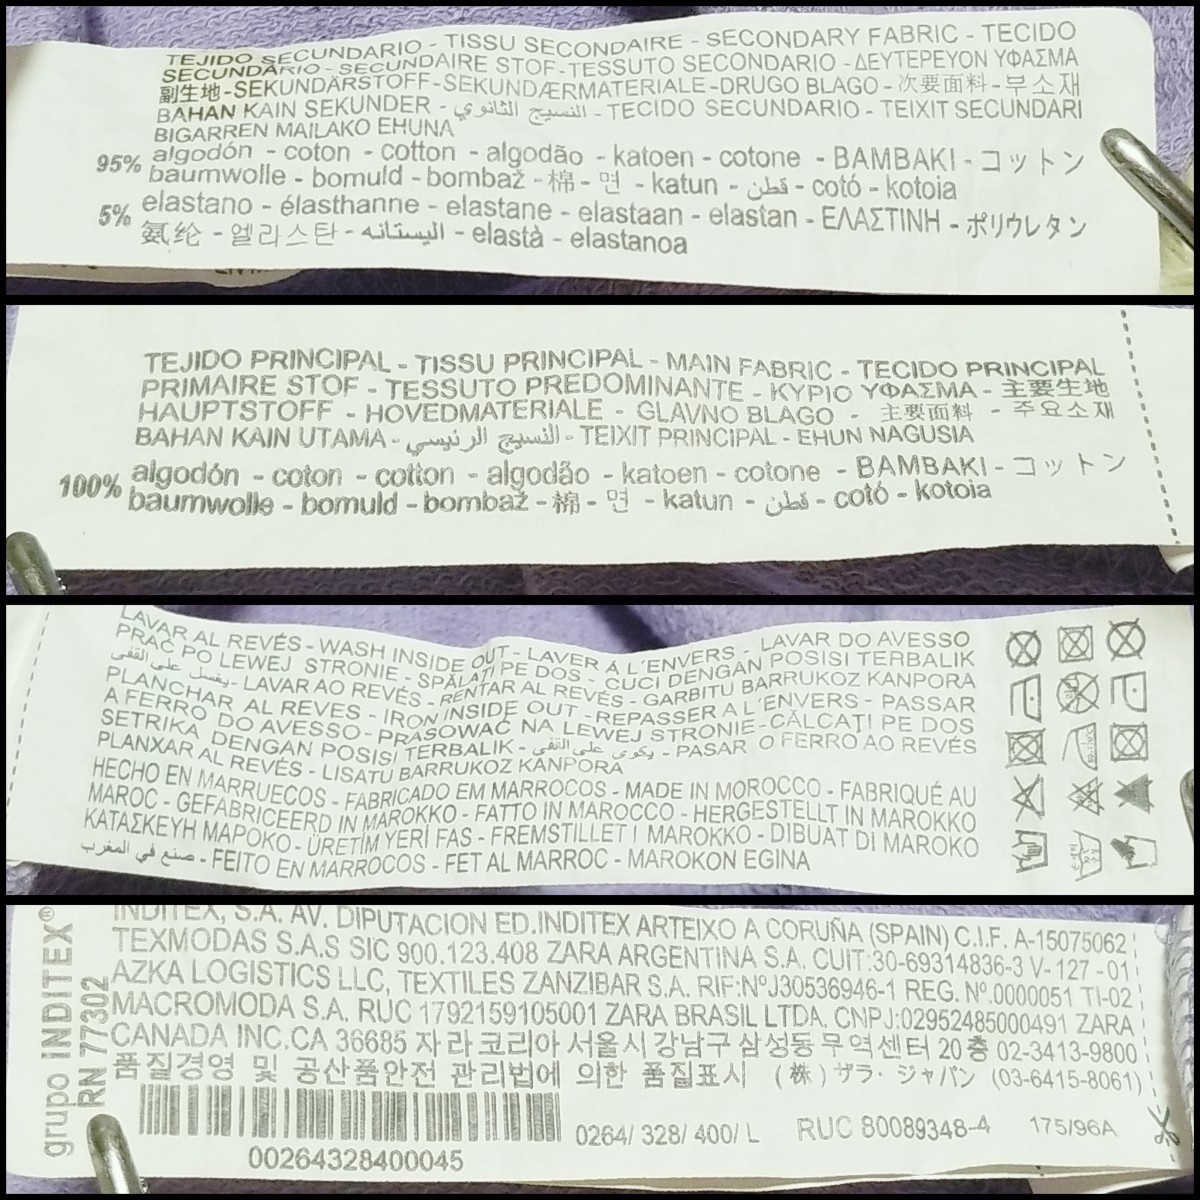 TEJIDO SECUNDARIO - TISSU SECONDAIRE - SECONDARY FABRIC - TECIDO
SECUNDÁRIO - SECUNDAIRE STOF - TESSUTO SECONDARIO - ΔΕΥΤΕΡΕΥΟΝ ΥΦΑΣΜΑ
副生地 - SEKUNDÄRSTOFF - SEKUNDÆRMATERIALE - DRUGO BLAGO - 次要面料 - 부소재
BAHAN KAIN SEKUNDER - النسيج الثانوي - TECIDO SECUNDARIO - TEIXIT SECUNDARI
BIGARREN MAILAKO EHUNA
95% algodón - coton - cotton - algodão - katoen - cotone - BAMBAKI - コットン
baumwolle - bomuld - bombaž - 棉 - 면 - katun - قطن - cotó - kotoia
5% elastano - élasthanne - elastane - elastaan - elastan - ΕΛΑΣΤΙΝΗ - ポリウレタン
氨纶 - 엘라스탄 - اليستانه - elastà - elastanoa
TEJIDO PRINCIPAL - TISSU PRINCIPAL - MAIN FABRIC - TECIDO PRINCIPAL
PRIMAIRE STOF - TESSUTO PREDOMINANTE - ΚΥΡΙΟ ΥΦΑΣΜΑ - 主要生地
HAUPTSTOFF - HOVEDMATERIALE - GLAVNO BLAGO - 主要面料 - 주요소재
BAHAN KAIN UTAMA - النسيج الرئيسي - TEIXIT PRINCIPAL - EHUN NAGUSIA
100% algodón - coton - cotton - algodão - katoen - cotone - BAMBAKI - コットン
baumwolle - bomuld - bombaž - 棉 - 면 - katun - قطن - cotó - kotoia
LAVAR AL REVÉS - WASH INSIDE OUT - LAVER A L'ENVERS - LAVAR DO AVESSO
PRAĆ PO LEWEJ STRONIE - SPĂLAȚI PE DOS - CUCI DENGAN POSISI TERBALIK
يغسل على القفى - LAVAR AO REVÉS - RENTAR AL REVÉS - GARBITU BARRUKOZ KANPORA
PLANCHAR AL REVES - IRON INSIDE OUT - REPASSER A L'ENVERS - PASSAR
A FERRO DO AVESSO - PRASOWAĆ NA LEWEJ STRONIE - CĂLCAȚI PE DOS
SETRIKA DENGAN POSISI TERBALIK - يكوي على القفى - PASAR O FERRO AO REVÉS
PLANXAR AL REVÉS - LISATU BARRUKOZ KANPORA
HECHO EN MARRUECOS - FABRICADO EM MARROCOS - MADE IN MOROCCO - FABRIQUÉ AU
MAROC - GEFABRICEERD IN MAROKKO - FATTO IN MAROCCO - HERGESTELLT IN MAROKKO
ΚΑΤΑΣΚΕΥΗ ΜΑΡΟΚΟ - ÜRETİM YERİ FAS - FREMSTILLET I MAROKKO - DIBUAT DI MAROKO
صنع في المغرب - FEITO EN MARROCOS - FET AL MARROC - MAROKON EGINA
grupo INDITEX®
RN 77302
INDITEX, S.A. AV. DIPUTACION ED.INDITEX ARTEIXO A CORUÑA (SPAIN) C.I.F. A-15075062
TEXMODAS S.A.S SIC 900.123.408 ZARA ARGENTINA S.A. CUIT:30-69314836-3 V- 127 - 01
AZKA LOGISTICS LLC, TEXTILES ZANZIBAR S.A. RIF:NºJ30536946-1 REG. Nº.0000051 TI-02
MACROMODA S.A. RUC 1792159105001 ZARA BRASIL LTDA. CNPJ:02952485000491 ZARA
CANADA INC.CA 36685 자라코리아 서울시 강남구 삼성동 무역센터 20층 02-3413-9800
품질경영 및 공산품안전 관리법에 의한 품질표시 (株)ザラ・ジャパン (03-6415-8061)
0264/ 328/ 400/ L RUC 80089348-4 175/96A
00264328400045